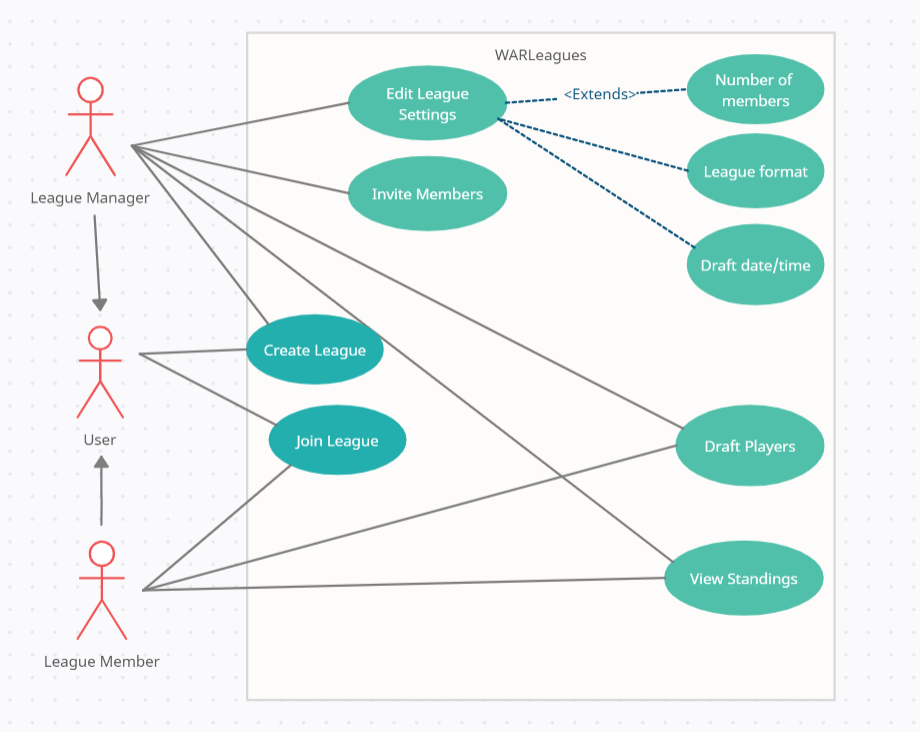 WARLeagues
Edit League
Settings
<Extends>
Number of
members
League format
Invite Members
League Manager
Draft date/time
Create League
User
Join League
Draft Players
View Standings
League Member